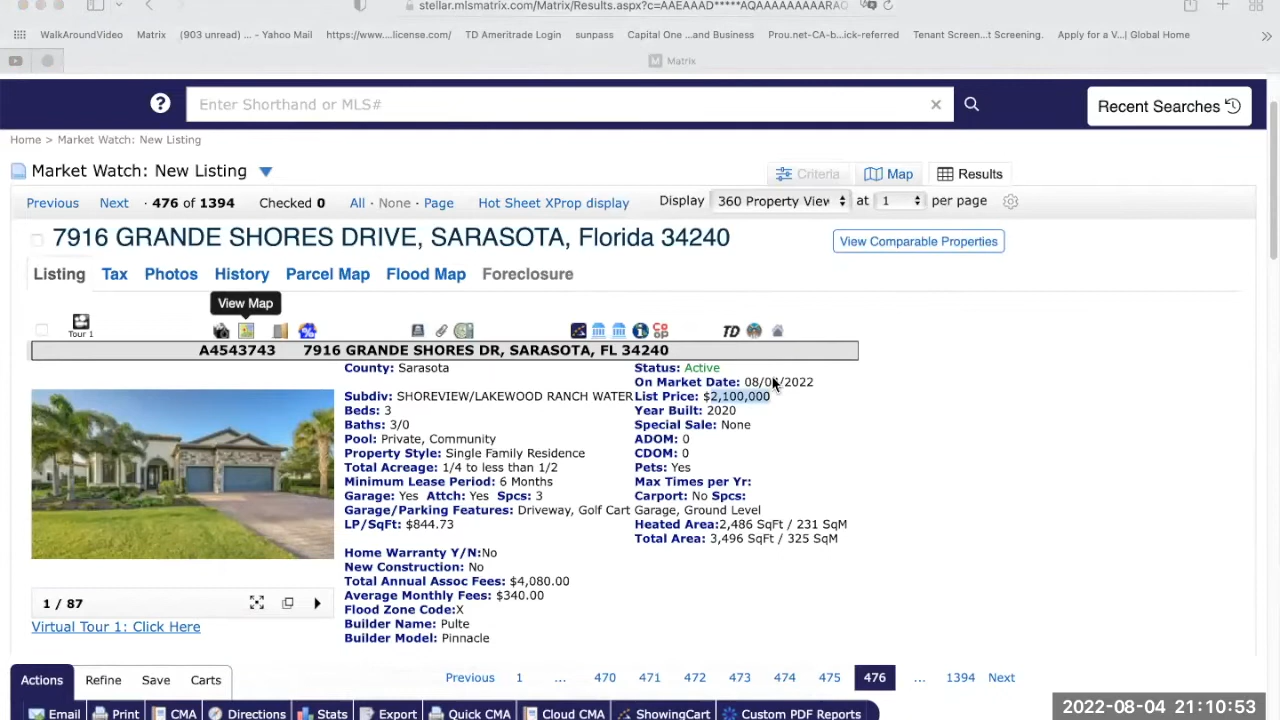 stellar.mlsmatrix.com/Matrix/Results.aspx?c=AAEAAAD*****AQAAAAAAAAARAQ
WalkAroundVideo Matrix (903 unread) ... - Yahoo Mail https://www....license.com/ TD Ameritrade Login sunpass Capital One ...and Business Prou.net-CA-b...ick-referred Tenant Screen...t Screening. Apply for a V...| Global Home
M Matrix
? Enter Shorthand or MLS# Recent Searches
Home > Market Watch: New Listing
Market Watch: New Listing Criteria Map Results
Previous Next · 476 of 1394 Checked 0 All · None · Page Hot Sheet XProp display Display 360 Property View at 1 per page
7916 GRANDE SHORES DRIVE, SARASOTA, Florida 34240 View Comparable Properties
Listing Tax Photos History Parcel Map Flood Map Foreclosure
View Map
Tour 1 CO OP TD
A4543743 7916 GRANDE SHORES DR, SARASOTA, FL 34240
County: Sarasota Status: Active
On Market Date: /2022
Subdiv: SHOREVIEW/LAKEWOOD RANCH WATER List Price: $2,100,000
Beds: 3 Year Built: 2020
Baths: 3/0 Special Sale: None
Pool: Private, Community ADOM: 0
Property Style: Single Family Residence CDOM: 0
Total Acreage: 1/4 to less than 1/2 Pets: Yes
Minimum Lease Period: 6 Months Max Times per Yr:
Garage: Yes Attch: Yes Spcs: 3 Carport: No Spcs:
Garage/Parking Features: Driveway, Golf Cart Garage, Ground Level
LP/SqFt: $844.73 Heated Area:2,486 SqFt / 231 SqM
Total Area: 3,496 SqFt / 325 SqM
Home Warranty Y/N:No
New Construction: No
Total Annual Assoc Fees: $4,080.00
Average Monthly Fees: $340.00
Flood Zone Code:X
Builder Name: Pulte
Builder Model: Pinnacle
1 / 87
Virtual Tour 1: Click Here
Actions Refine Save Carts Previous 1 ... 470 471 472 473 474 475 476 ... 1394 Next
Email Print CMA Directions Stats Export Quick CMA Cloud CMA ShowingCart Custom PDF Reports
2022-08-04 21:10:53